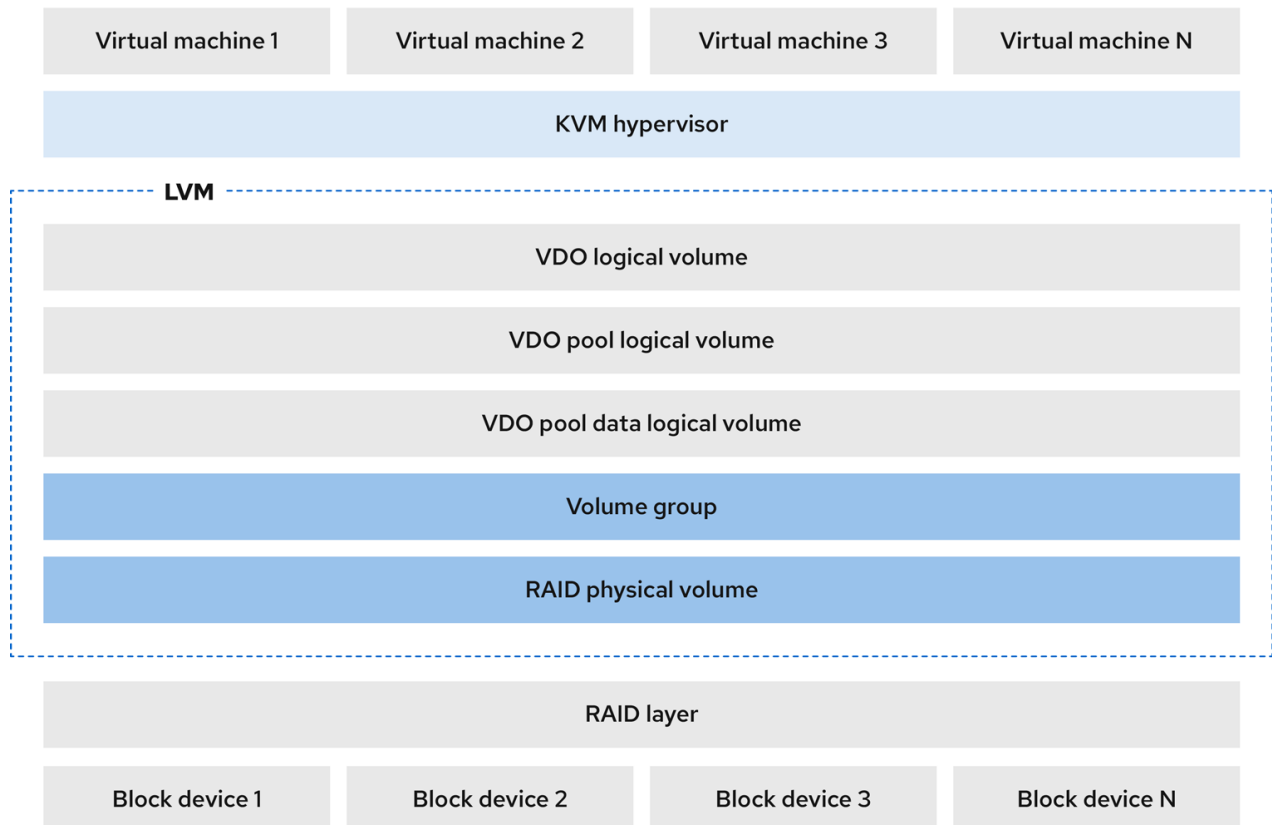 Virtual machine 1
Virtual machine 2
Virtual machine 3
Virtual machine N
KVM hypervisor
LVM
VDO logical volume
VDO pool logical volume
VDO pool data logical volume
Volume group
RAID physical volume
RAID layer
Block device 1
Block device 2
Block device 3
Block device N